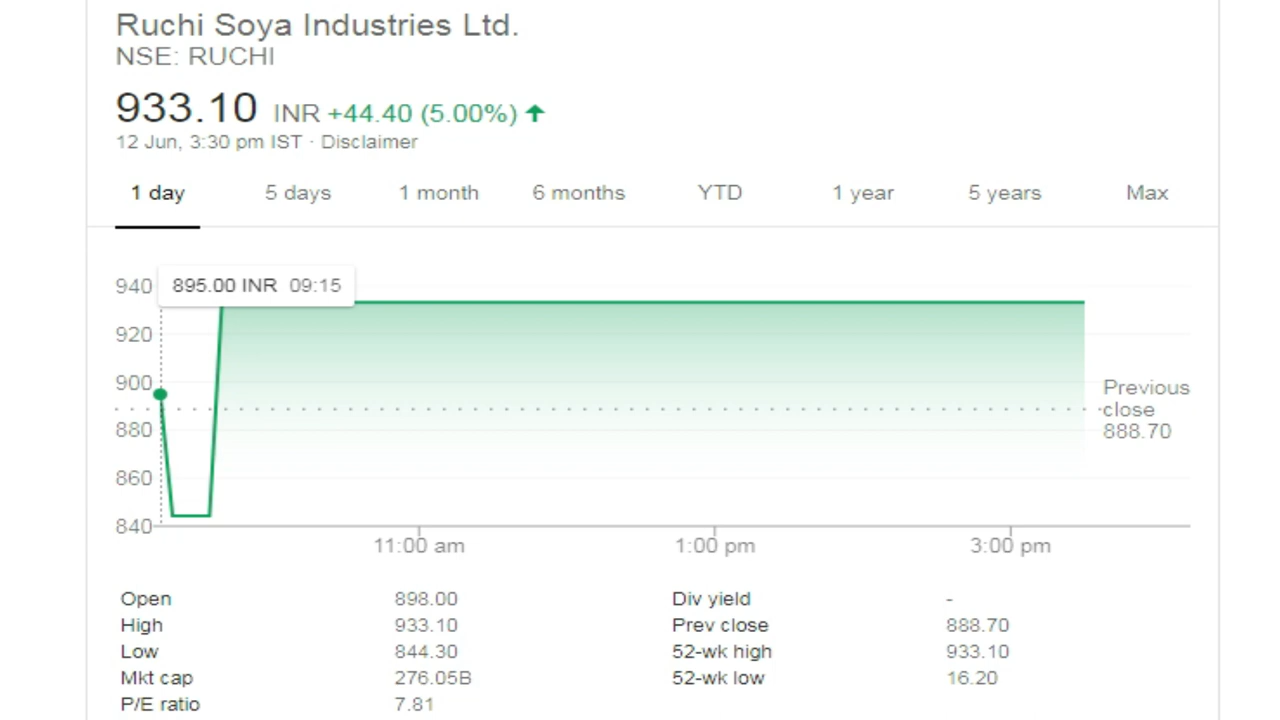 Ruchi Soya Industries Ltd.
NSE: RUCHI
933.10 INR +44.40 (5.00%)
12 Jun, 3:30 pm IST · Disclaimer
1 day 5 days 1 month 6 months YTD 1 year 5 years Max
895.00 INR 09:15
940
920
900
880
860
840
Previous
close
888.70
11:00 am 1:00 pm 3:00 pm
Open 898.00 Div yield -
High 933.10 Prev close 888.70
Low 844.30 52-wk high 933.10
Mkt cap 276.05B 52-wk low 16.20
P/E ratio 7.81